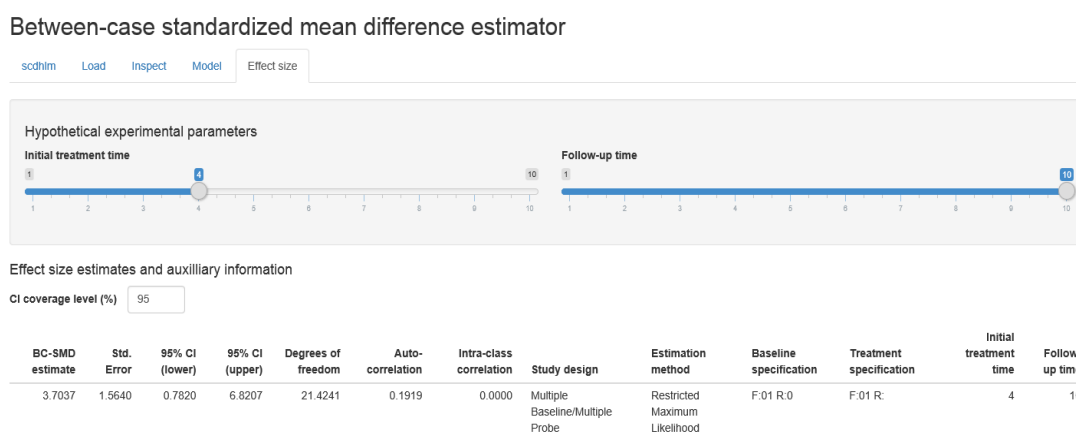 Between-case standardized mean difference estimator
scdhlm Load Inspect Model Effect size
Hypothetical experimental parameters
Initial treatment time Follow-up time
1 4 10 1 10
1 2 3 4 5 6 7 8 9 10 1 2 3 4 5 6 7 8 9 10
Effect size estimates and auxilliary information
CI coverage level (%) 95
Initial
BC-SMD Std. 95% CI 95% CI Degrees of Auto- Intra-class Estimation Baseline Treatment treatment Follow
estimate Error (lower) (upper) freedom correlation correlation Study design method specification specification time up time
3.7037 1.5640 0.7820 6.8207 21.4241 0.1919 0.0000 Multiple Restricted F:01 R:0 F:01 R: 4
Baseline/Multiple Maximum
Probe Likelihood